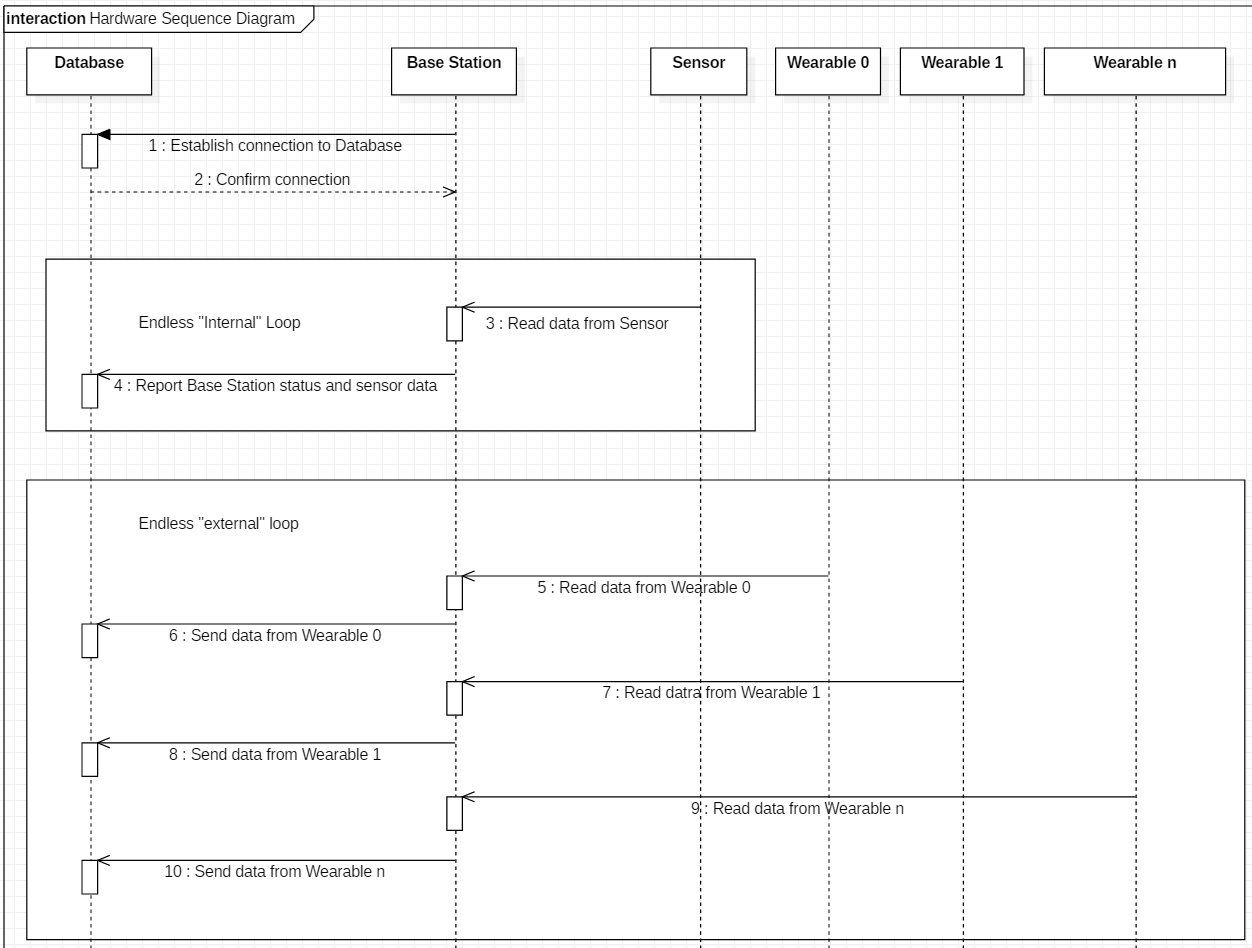 interaction Hardware Sequence Diagram
Database
Base Station
Sensor
Wearable 0
Wearable 1
Wearable n
1 : Establish connection to Database
2 : Confirm connection
Endless "Internal" Loop
3 : Read data from Sensor
4 : Report Base Station status and sensor data
Endless "external" loop
5 : Read data from Wearable 0
6 : Send data from Wearable 0
7 : Read datra from Wearable 1
8 : Send data from Wearable 1
9 : Read data from Wearable n
10 : Send data from Wearable n